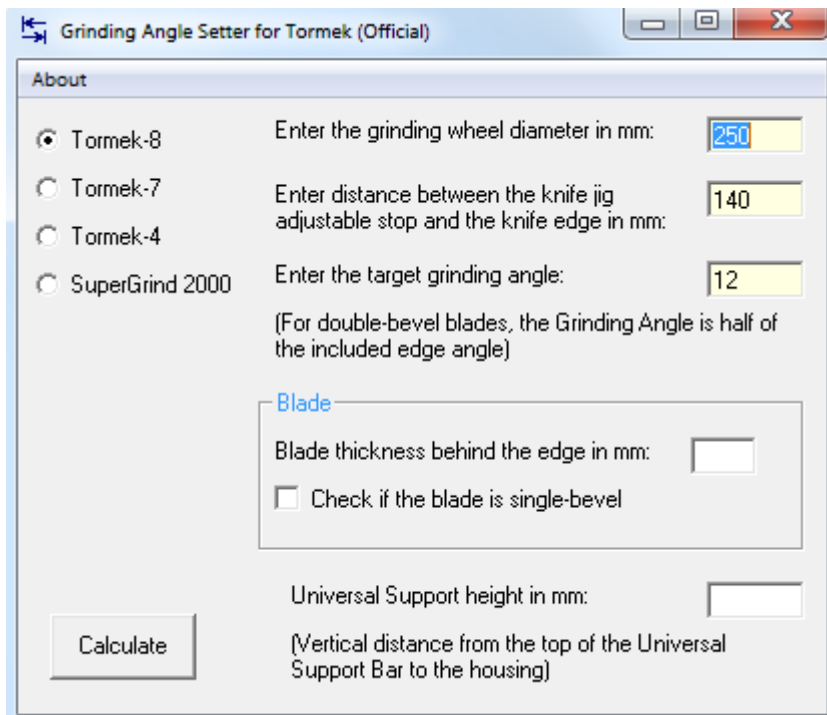 Grinding Angle Setter for Tormek (Official)
About
Tormek-8
Tormek-7
Tormek-4
SuperGrind 2000
Enter the grinding wheel diameter in mm:
250
Enter distance between the knife jig
adjustable stop and the knife edge in mm:
140
Enter the target grinding angle:
12
(For double-bevel blades, the Grinding Angle is half of
the included edge angle)
Blade
Blade thickness behind the edge in mm:
Check if the blade is single-bevel
Universal Support height in mm:
(Vertical distance from the top of the Universal
Support Bar to the housing)
Calculate